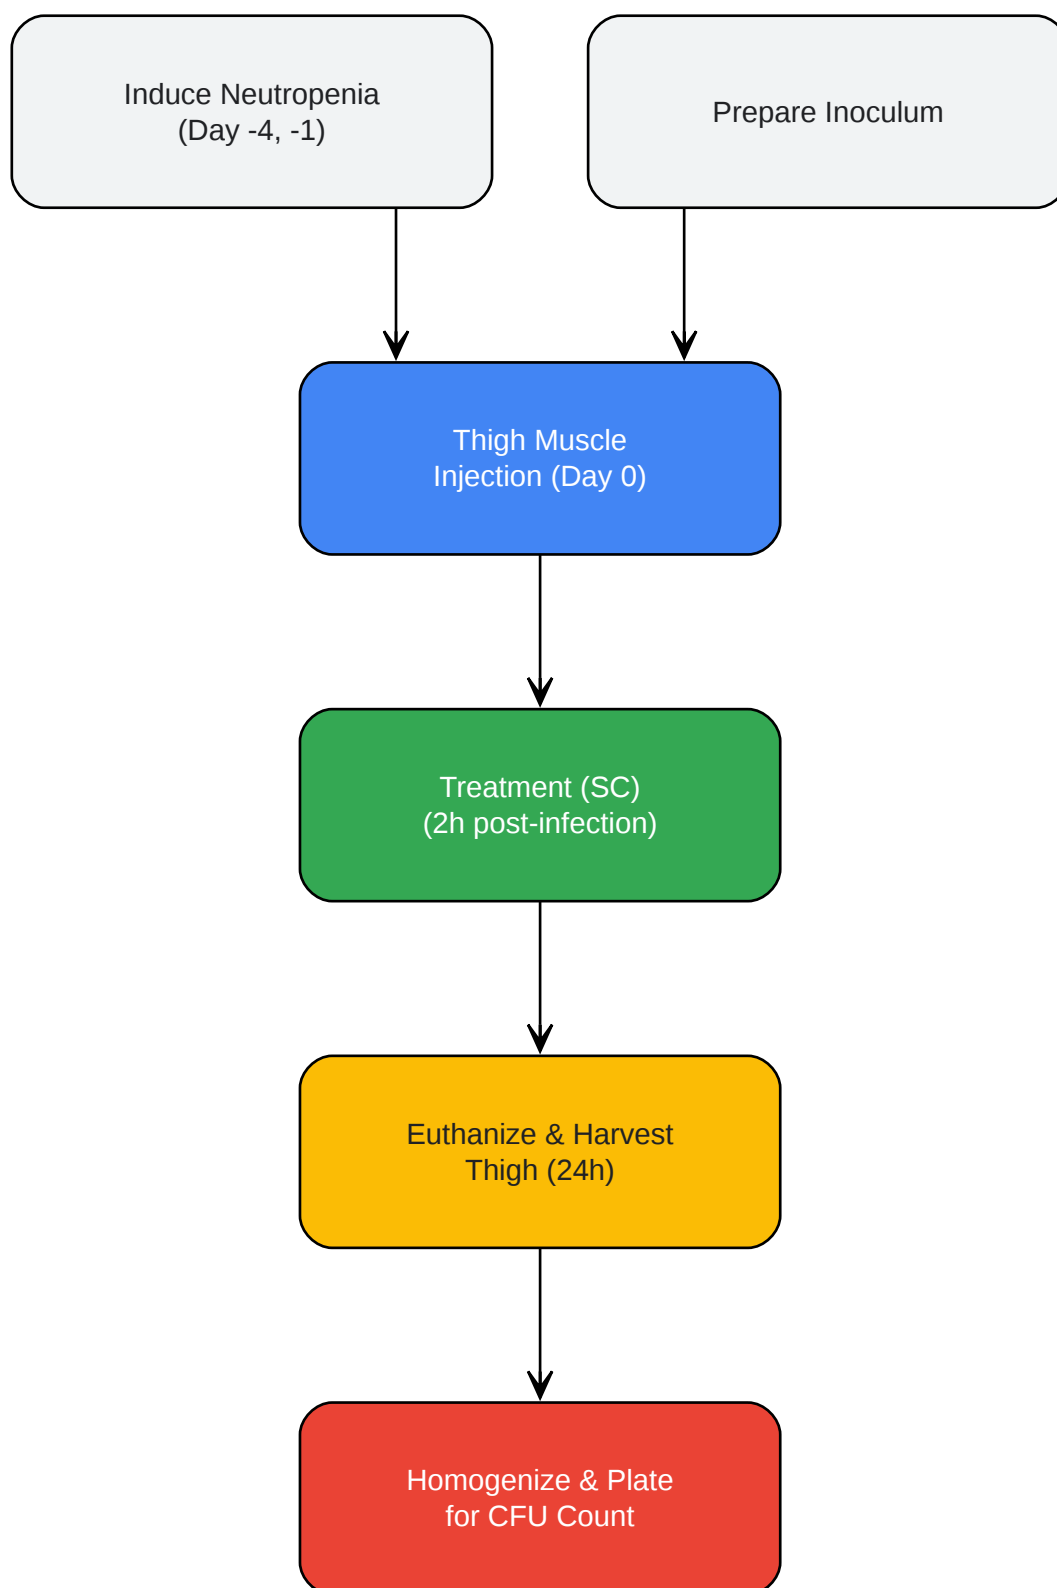 Induce Neutropenia
(Day -4, -1)
Prepare Inoculum
Thigh Muscle
Injection (Day 0)
Treatment (SC)
(2h post-infection)
Euthanize & Harvest
Thigh (24h)
Homogenize & Plate
for CFU Count